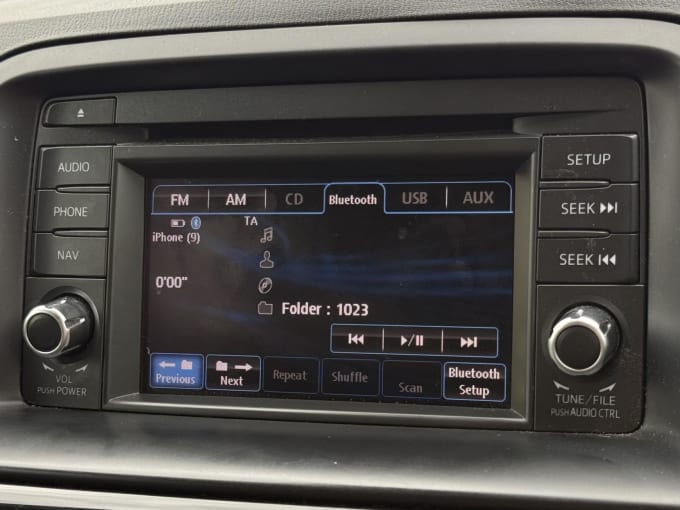 AUDIO
PHONE
NAV
VOL
PUSH POWER
FM AM CD Bluetooth USB AUX
TA
iPhone (9)
0'00"
Folder : 1023
Previous
Next
Repeat
Shuffle
Scan
Bluetooth
Setup
SETUP
SEEK
SEEK
TUNE/FILE
PUSH AUDIO CTRL